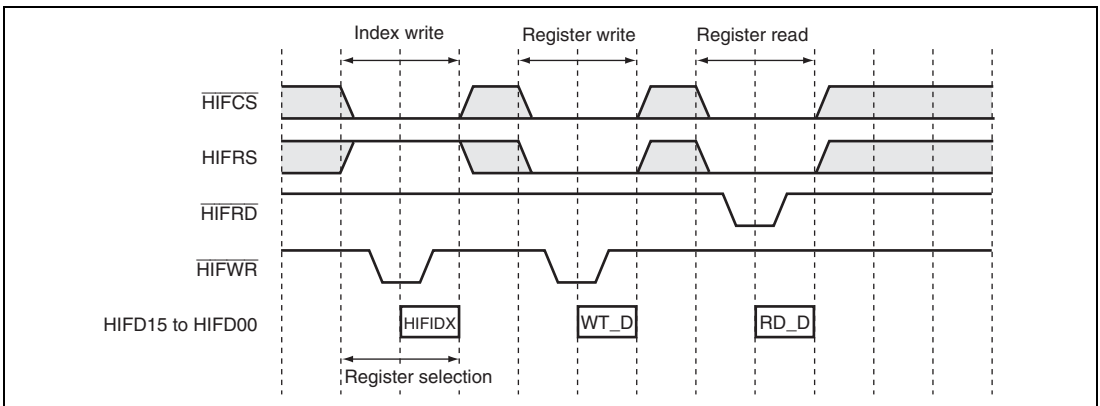 Index write
Register write
Register read
HIFCS
HIFRS
HIFRD
HIFWR
HIFD15 to HIFD00
HIFIDX
WT_D
RD_D
Register selection